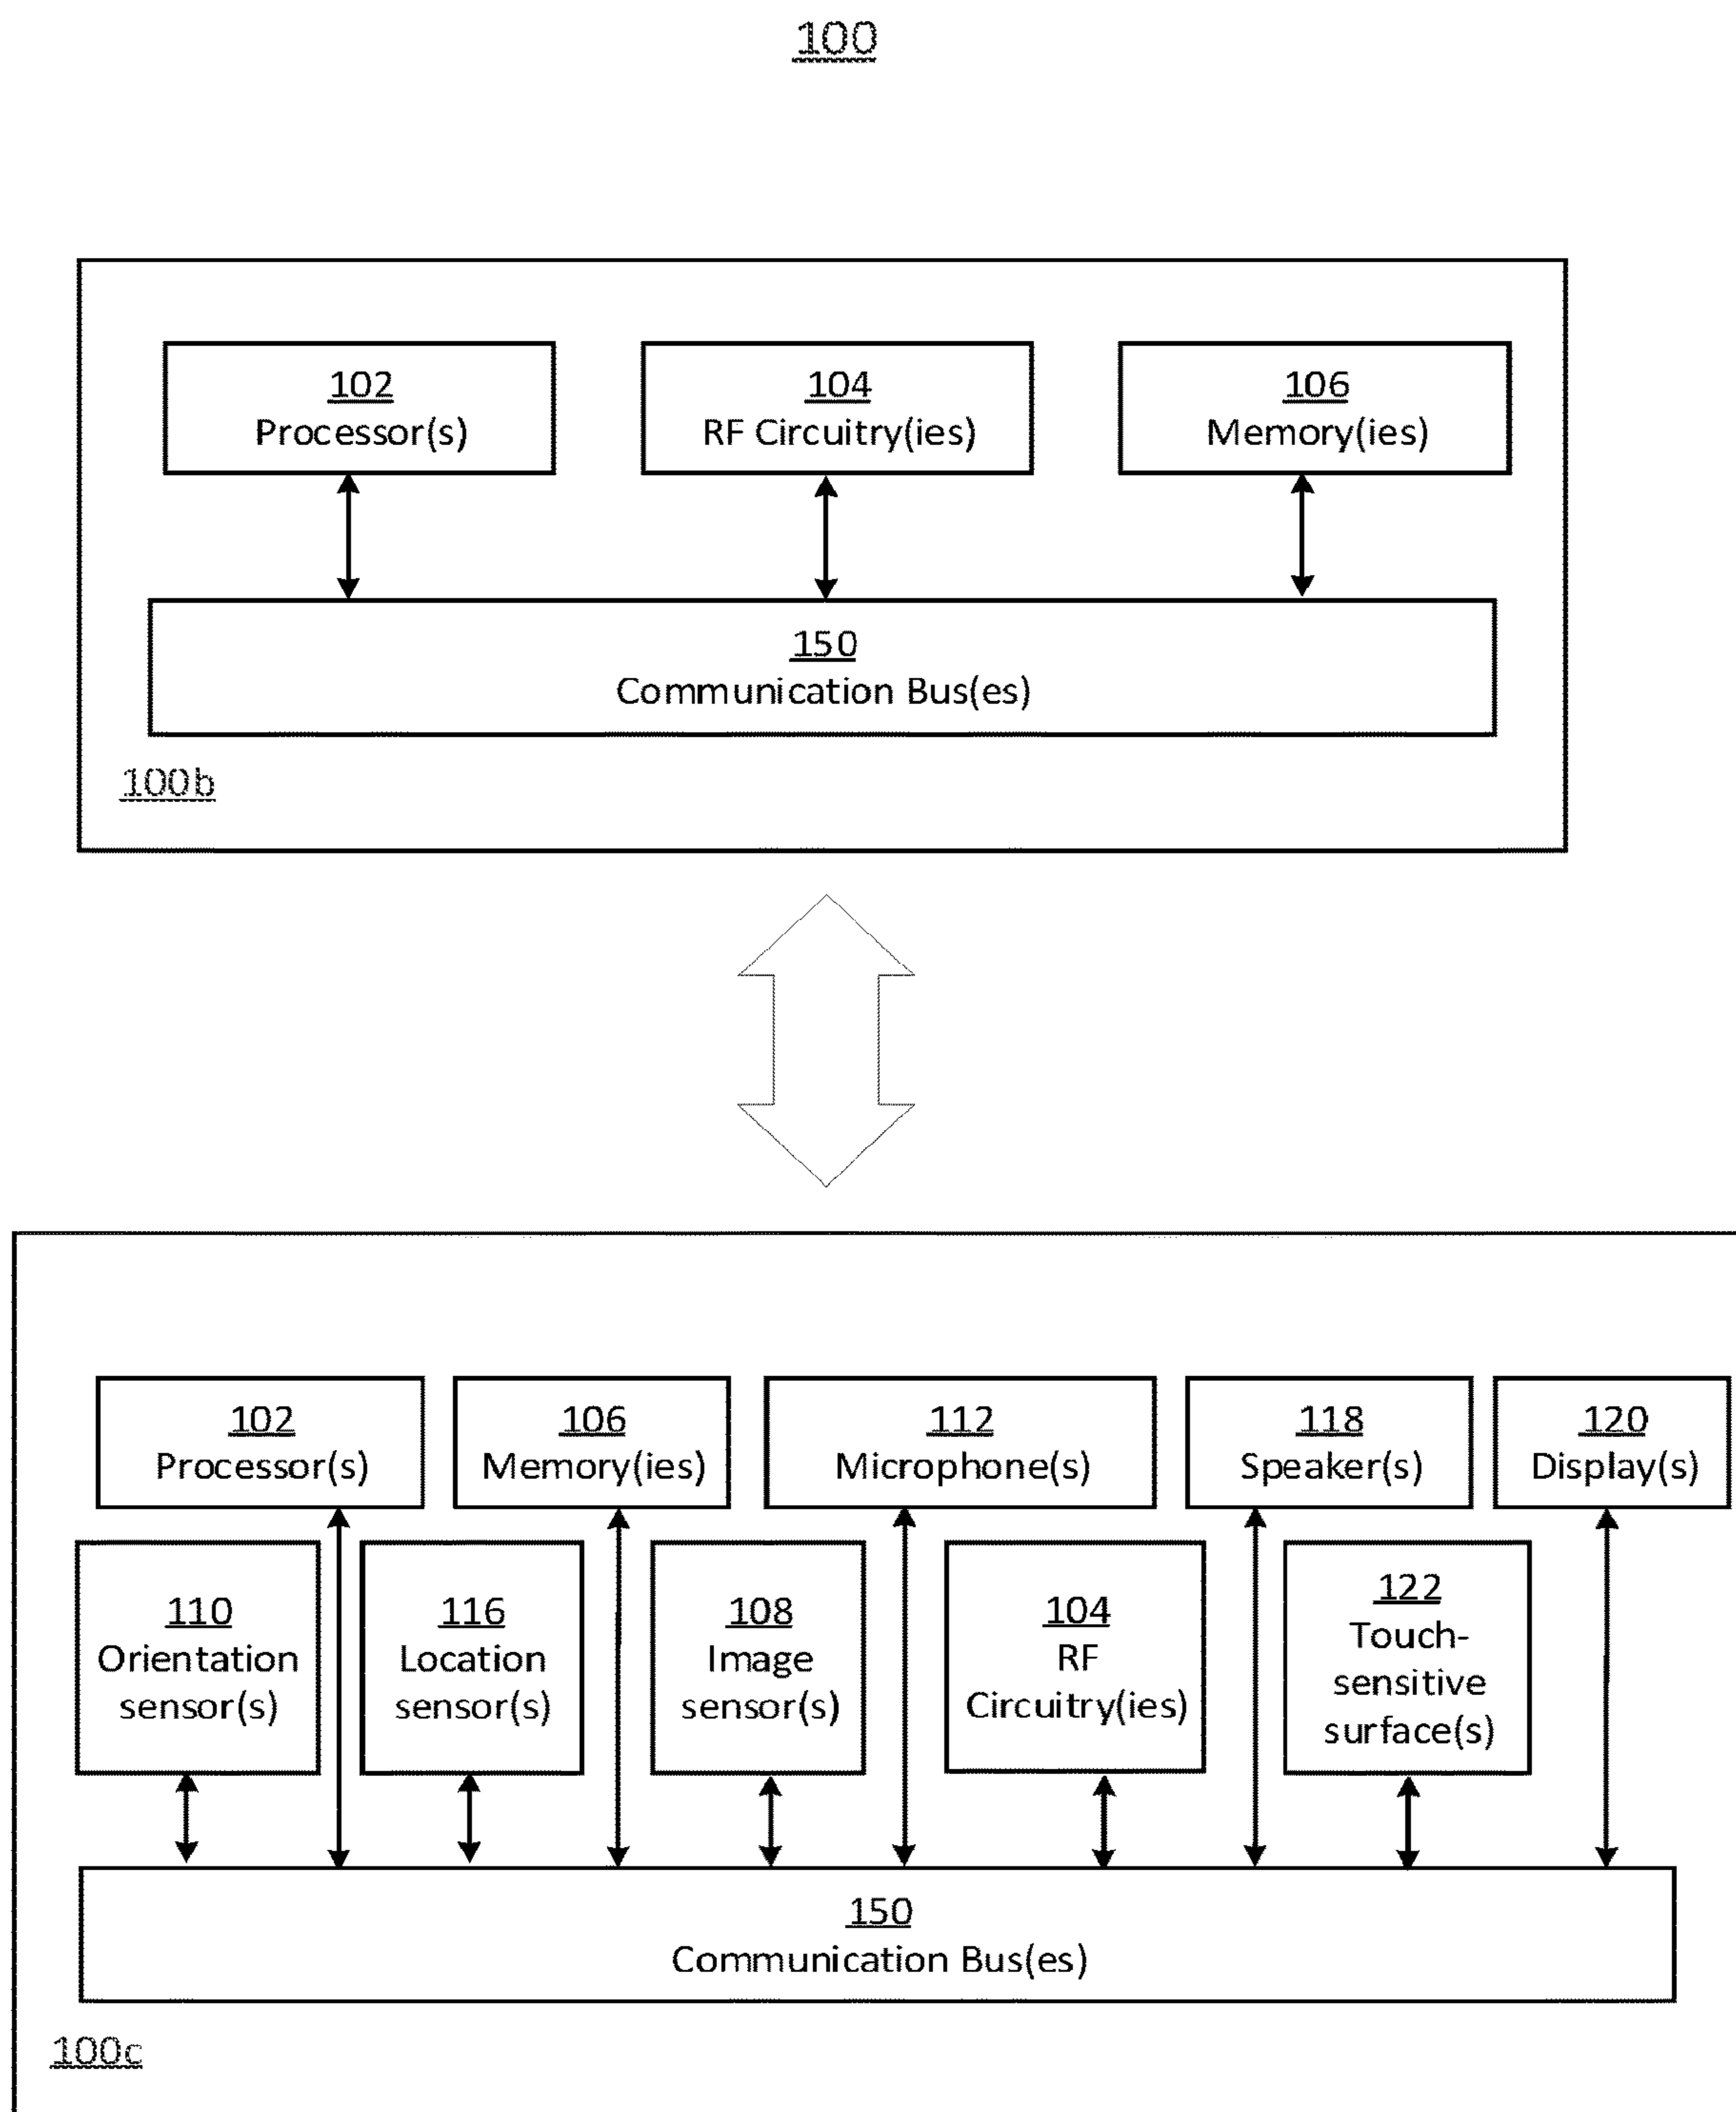 100
102
Processor(s)
104
RF Circuitry(ies)
106
Memory(ies)
150
Communication Bus(es)
100b
102
Processor(s)
106
Memory(ies)
112
Microphone(s)
118
Speaker(s)
120
Display(s)
110
Orientation
sensor(s)
116
Location
sensor(s)
108
Image
sensor(s)
104
RF
Circuitry(ies)
122
Touch-
sensitive
surface(s)
150
Communication Bus(es)
100c